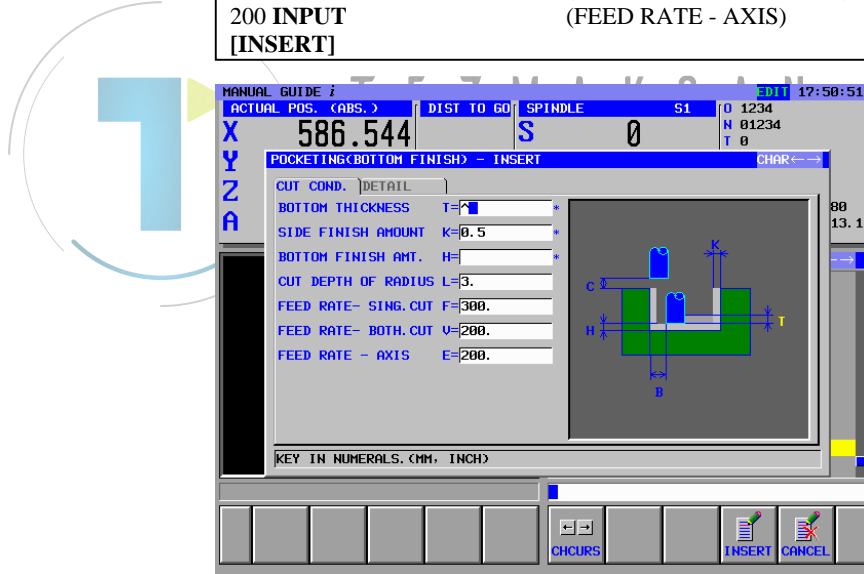 200 INPUT (FEED RATE - AXIS)
[INSERT]
MANUAL GUIDE i EDIT 17:50:51
ACTUAL POS. (ABS.) DIST TO GO SPINDLE S1 O 1234
N 01234
X 586.544 S 0 T 0
Y
POCKETING(BOTTOM FINISH) - INSERT CHAR←→
Z
A
CUT COND. DETAIL
BOTTOM THICKNESS T=^ *
SIDE FINISH AMOUNT K=0.5 *
BOTTOM FINISH AMT. H= *
CUT DEPTH OF RADIUS L=3.
FEED RATE- SING.CUT F=300.
FEED RATE- BOTH.CUT V=200.
FEED RATE - AXIS E=200.
K
C
H
T
B
80
13.1
KEY IN NUMERALS.(MM, INCH)
←→
CHCURS INSERT CANCEL